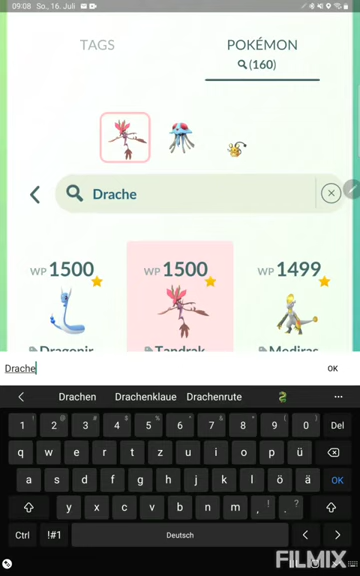 09:08 So., 16. Juli
TAGS
POKÉMON
(160)
Drache
WP 1500
WP 1500
WP 1499
Dragonir
Tandrak
Mediras
Drache
OK
Drachen Drachenklaue Drachenrute
1 2 3 4 5 6 7 8 9 0 Del
q w e r t z u i o p ü
a s d f g h j k l ö ä OK
y x c v b n m , ! . ?
Ctrl !#1 Deutsch
FILMIX